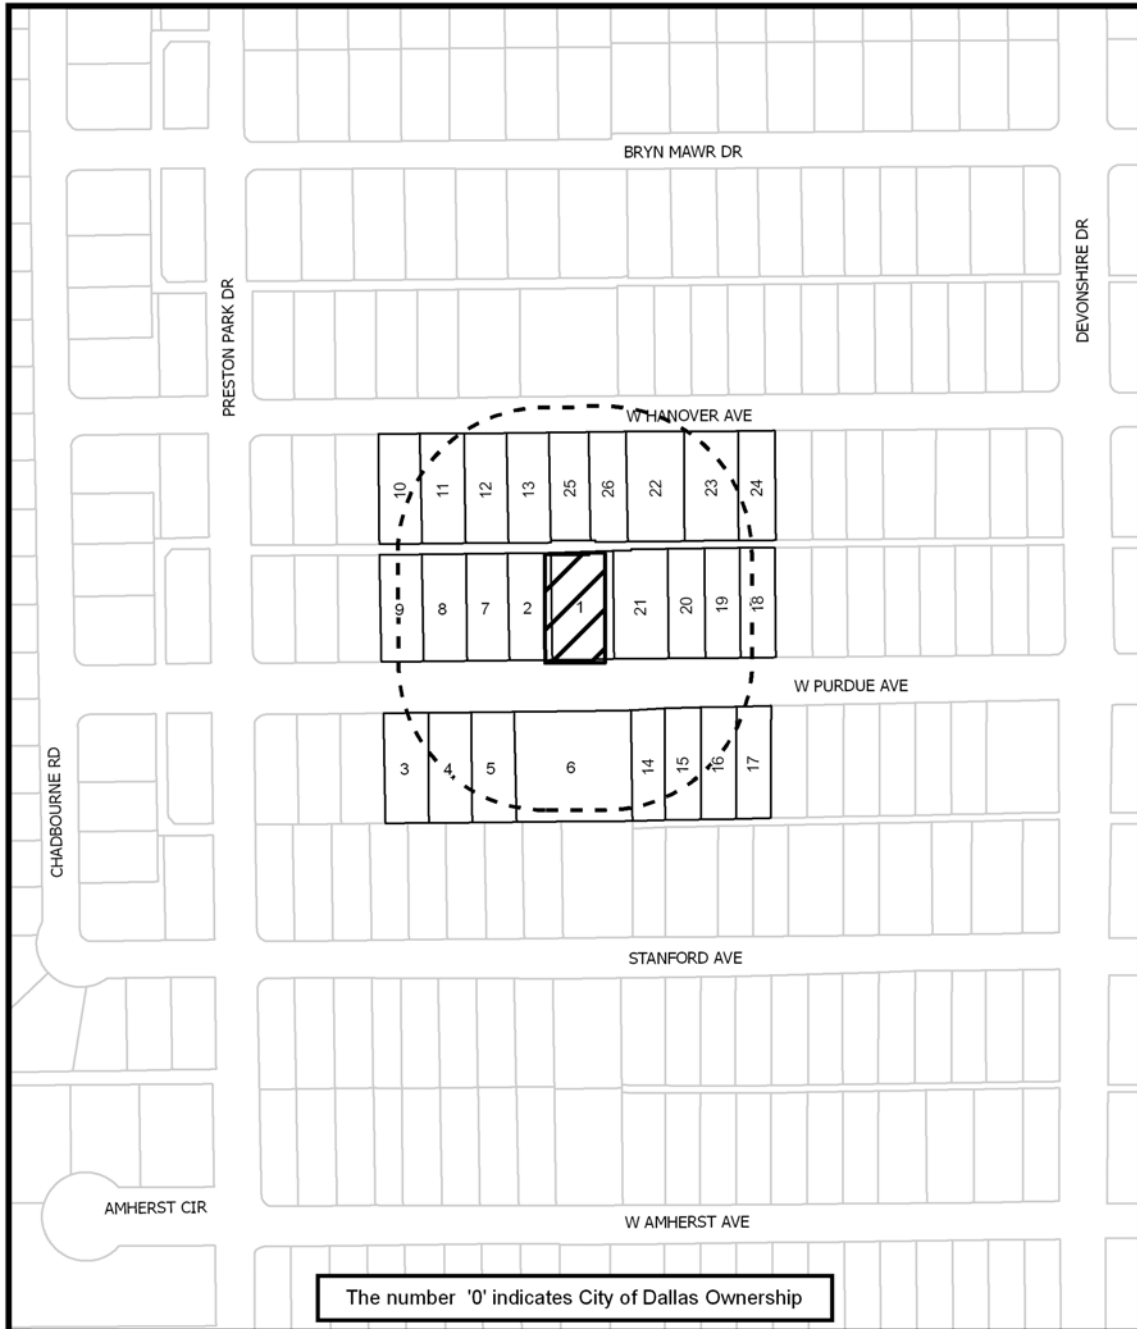 BRYN MAWR DR
DEVONSHIRE DR
PRESTON PARK DR
W HANOVER AVE
10
11
12
13
25
26
22
23
24
9
8
7
2
1
21
20
19
18
W PURDUE AVE
3
4
5
6
14
15
16
17
CHADBOURNE RD
STANFORD AVE
AMHERST CIR
W AMHERST AVE
The number '0' indicates City of Dallas Ownership